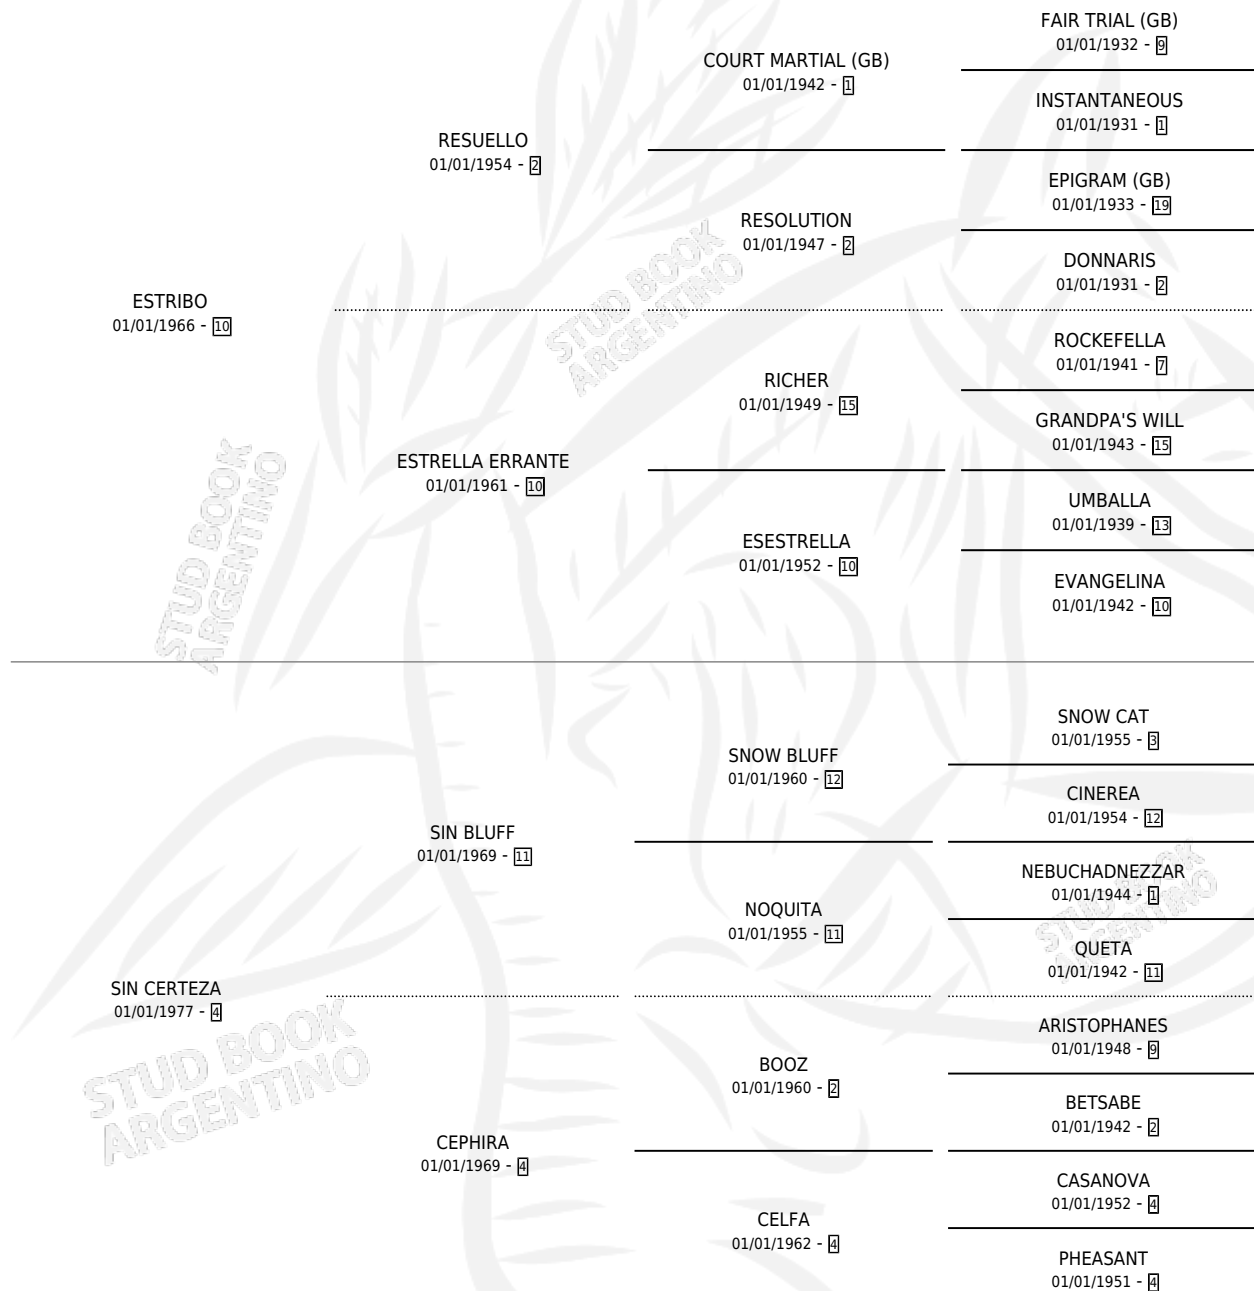 FAIR TRIAL (GB)
01/01/1932 - 9
COURT MARTIAL (GB)
01/01/1942 - 1
INSTANTANEOUS
01/01/1931 - 1
RESUELLO
01/01/1954 - 2
EPIGRAM (GB)
01/01/1933 - 19
RESOLUTION
01/01/1947 - 2
DONNARIS
01/01/1931 - 2
ESTRIBO
01/01/1966 - 10
STUD BOOK
ARGENTINO
ROCKEFELLA
01/01/1941 - 7
RICHER
01/01/1949 - 15
GRANDPA'S WILL
01/01/1943 - 15
ESTRELLA ERRANTE
01/01/1961 - 10
UMBALLA
01/01/1939 - 13
ESESTRELLA
01/01/1952 - 10
EVANGELINA
01/01/1942 - 10
STUD BOOK
ARGENTINO
SNOW CAT
01/01/1955 - 3
SNOW BLUFF
01/01/1960 - 12
CINEREA
01/01/1954 - 12
SIN BLUFF
01/01/1969 - 11
NEBUCHADNEZZAR
01/01/1944 - 1
NOQUITA
01/01/1955 - 11
QUETA
01/01/1942 - 11
STUD BOOK
ARGENTINO
SIN CERTEZA
01/01/1977 - 4
ARISTOPHANES
01/01/1948 - 9
BOOZ
01/01/1960 - 2
BETSABE
01/01/1942 - 2
STUD BOOK
ARGENTINO
CEPHIRA
01/01/1969 - 4
CASANOVA
01/01/1952 - 4
CELFA
01/01/1962 - 4
PHEASANT
01/01/1951 - 4